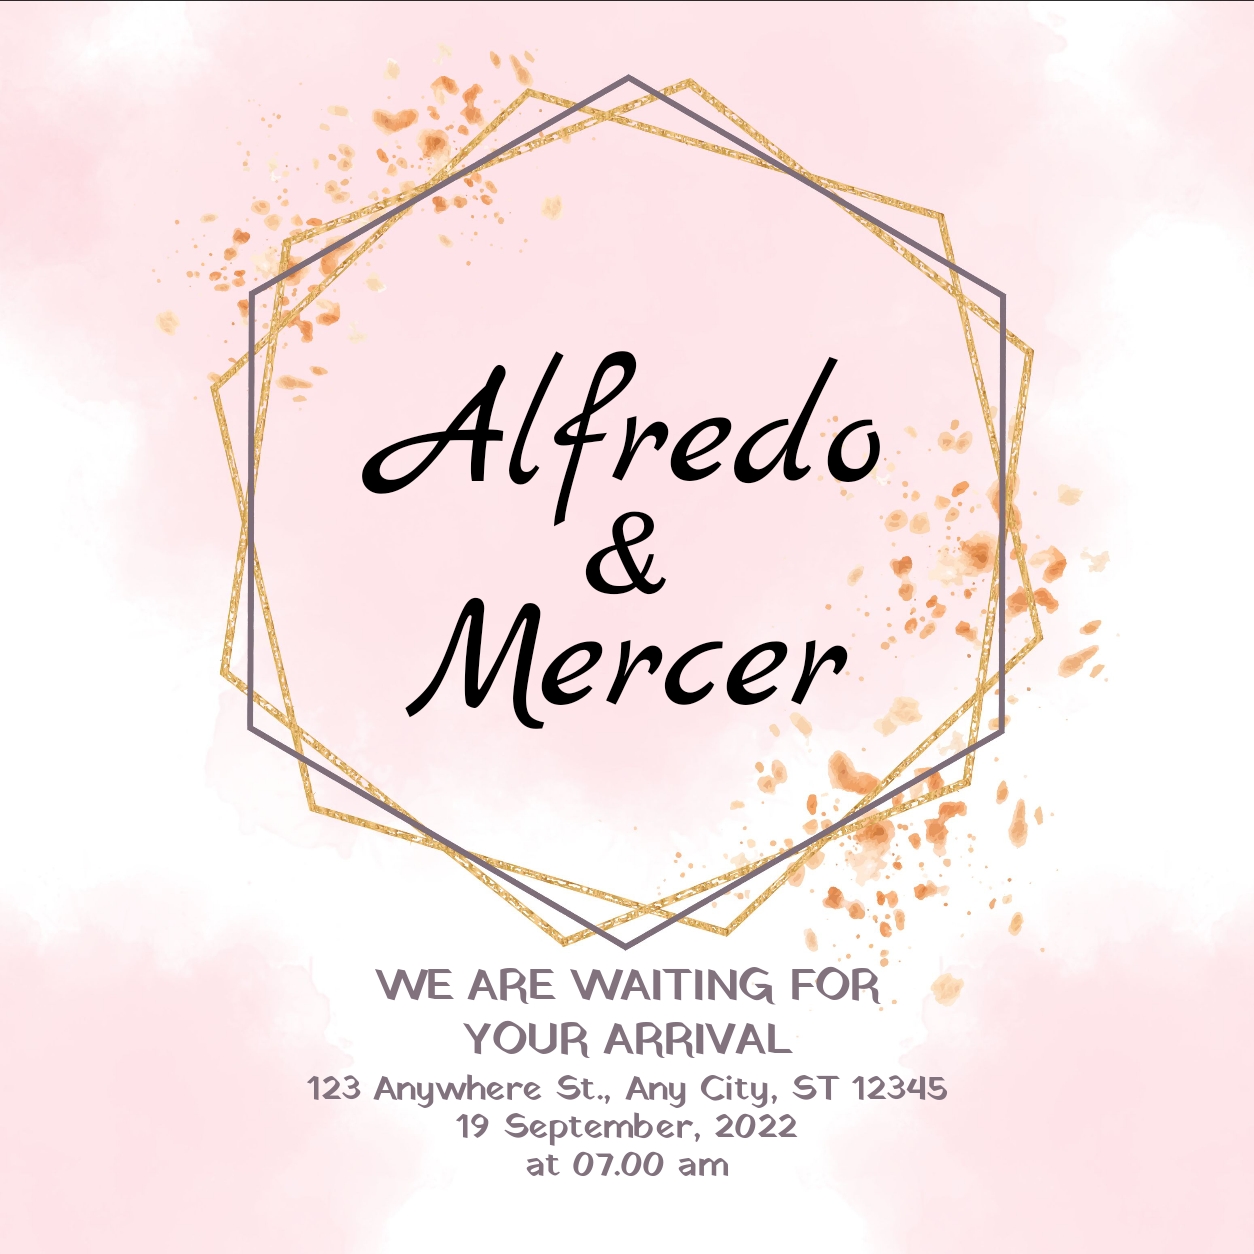 Alfredo
&
Mercer
WE ARE WAITING FOR
YOUR ARRIVAL
123 Anywhere St., Any City, ST 12345
19 September, 2022
at 07.00 am